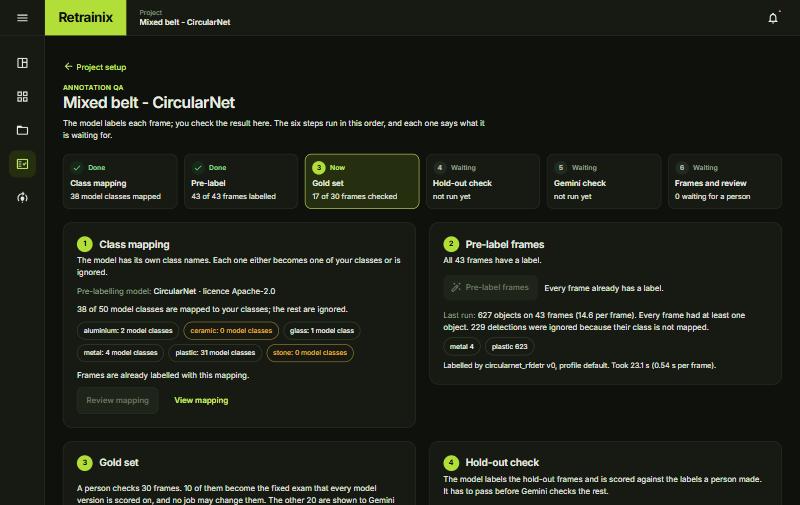 Retrainix
Project
Mixed belt - CircularNet
← Project setup
ANNOTATION QA
Mixed belt - CircularNet
The model labels each frame; you check the result here. The six steps run in this order, and each one says what it
is waiting for.
Done
Class mapping
38 model classes mapped
Done
Pre-label
43 of 43 frames labelled
3 Now
Gold set
17 of 30 frames checked
4 Waiting
Hold-out check
not run yet
5 Waiting
Gemini check
not run yet
6 Waiting
Frames and review
0 waiting for a person
1 Class mapping
The model has its own class names. Each one either becomes one of your classes or is
ignored.
Pre-labelling model: CircularNet · licence Apache-2.0
38 of 50 model classes are mapped to your classes; the rest are ignored.
aluminium: 2 model classes
ceramic: 0 model classes
glass: 1 model class
metal: 4 model classes
plastic: 31 model classes
stone: 0 model classes
Frames are already labelled with this mapping.
Review mapping
View mapping
2 Pre-label frames
All 43 frames have a label.
Pre-label frames
Every frame already has a label.
Last run: 627 objects on 43 frames (14.6 per frame). Every frame had at least one
object. 229 detections were ignored because their class is not mapped.
metal 4
plastic 623
Labelled by circularnet_rfdetr v0, profile default. Took 23.1 s (0.54 s per frame).
3 Gold set
A person checks 30 frames. 10 of them become the fixed exam that every model
version is scored on, and no job may change them. The other 20 are shown to Gemini
4 Hold-out check
The model labels the hold-out frames and is scored against the labels a person made.
It has to pass before Gemini checks the rest.